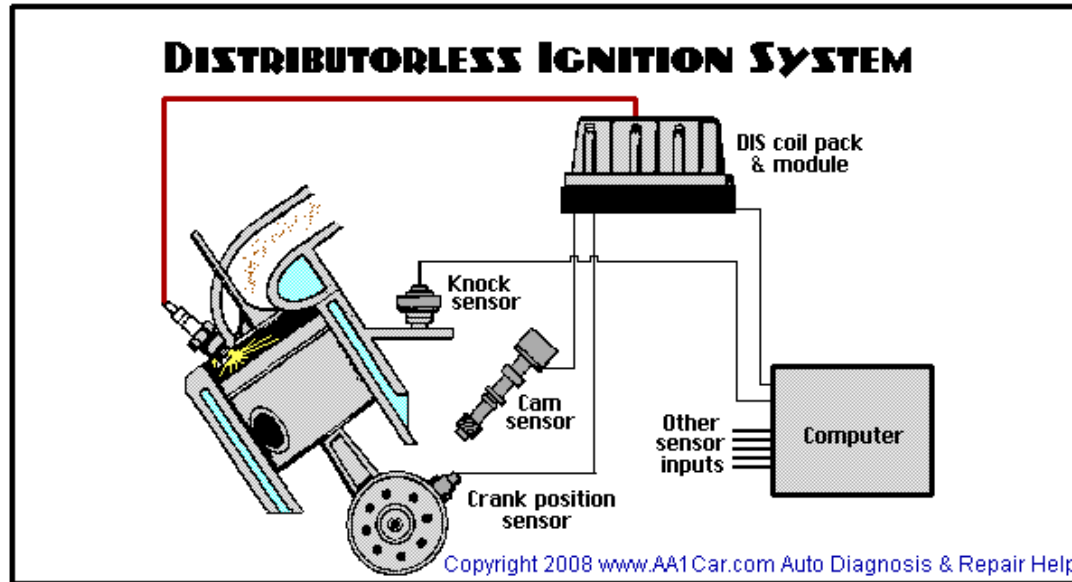 DISTRIBUTORLESS IGNITION SYSTEM
DIS coil pack
& module
Knock
sensor
Cam
sensor
Other
sensor
inputs
Computer
Crank position
sensor
Copyright 2008 www.AA1Car.com Auto Diagnosis & Repair Help